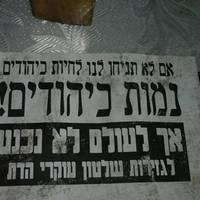 אם לא תניחו לנו לחיות כיהודים
נמות כיהודים!
אך לעולם לא נכנע
לגזירות שלטון עוקרי הדת